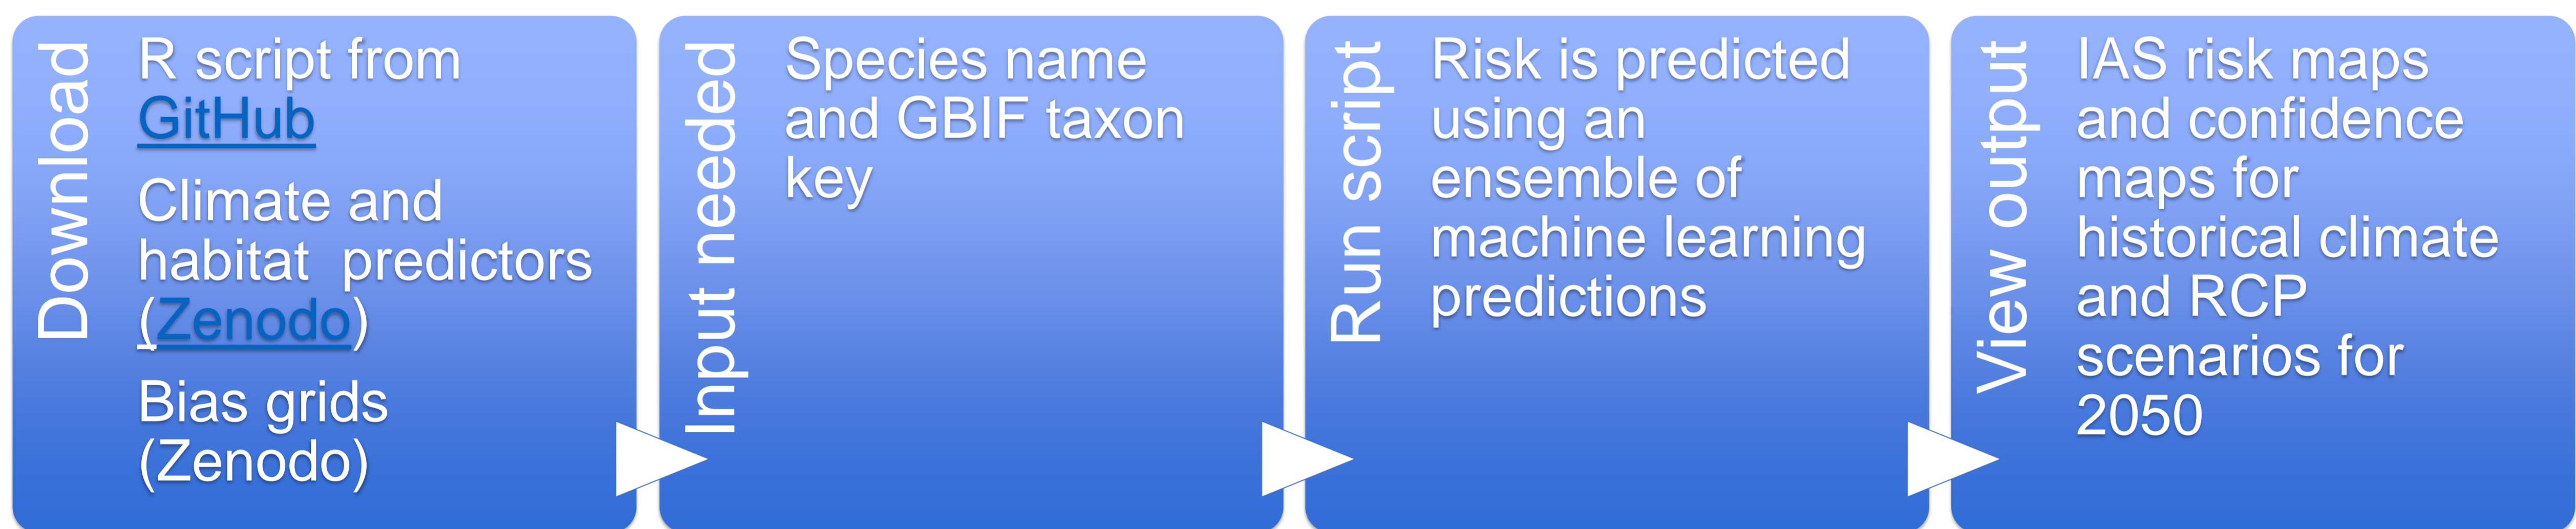 Download
R script from
GitHub
Climate and
habitat  predictors
(Zenodo)
Bias grids
(Zenodo)
Input needed
Species name
and GBIF taxon
key
Run script
Risk is predicted
using an
ensemble of
machine learning
predictions
View output
IAS risk maps
and confidence
maps for
historical climate
and RCP
scenarios for
2050